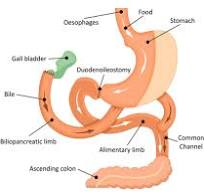 Food
Oesophages
Stomach
Gall bladder
Duodenoileostomy
Bile
Biliopancreatic limb
Alimentary limb
Common
Channel
Ascending colon